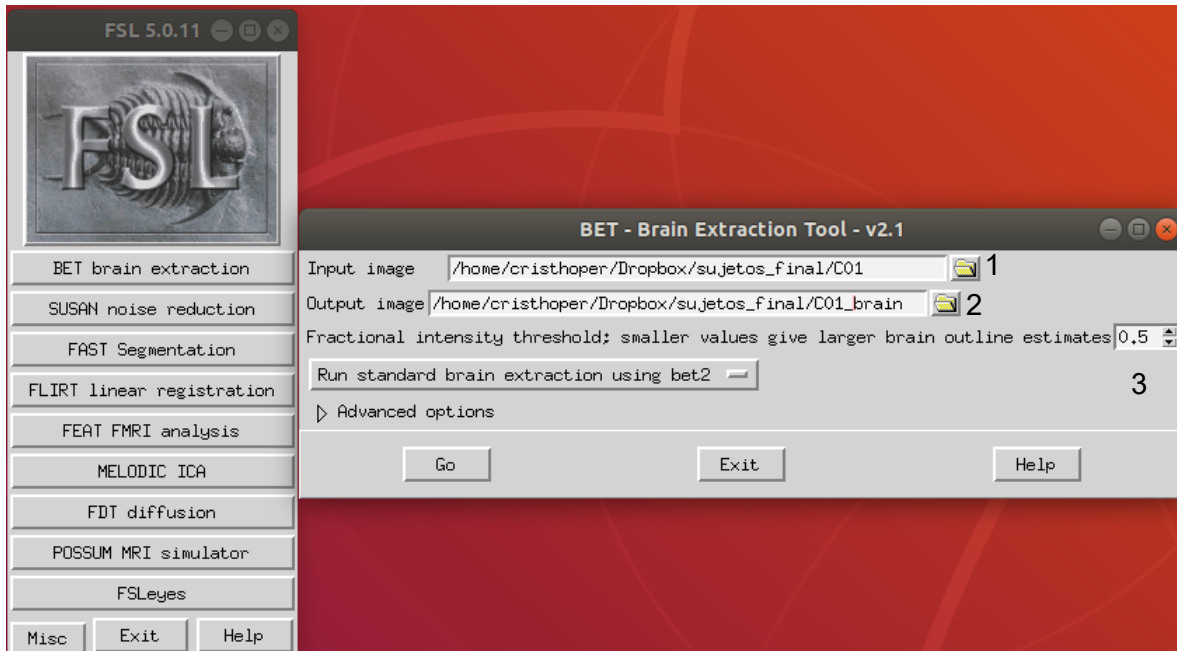 FSL 5.0.11
FSL
BET brain extraction
SUSAN noise reduction
FAST Segmentation
FLIRT linear registration
FEAT FMRI analysis
MELODIC ICA
FDT diffusion
POSSUM MRI simulator
FSLeyes
Misc Exit Help
BET - Brain Extraction Tool - v2.1
Input image /home/cristhoper/Dropbox/sujetos_final/C01 1
Output image /home/cristhoper/Dropbox/sujetos_final/C01_brain 2
Fractional intensity threshold; smaller values give larger brain outline estimates 0.5
Run standard brain extraction using bet2
3
Advanced options
Go Exit Help